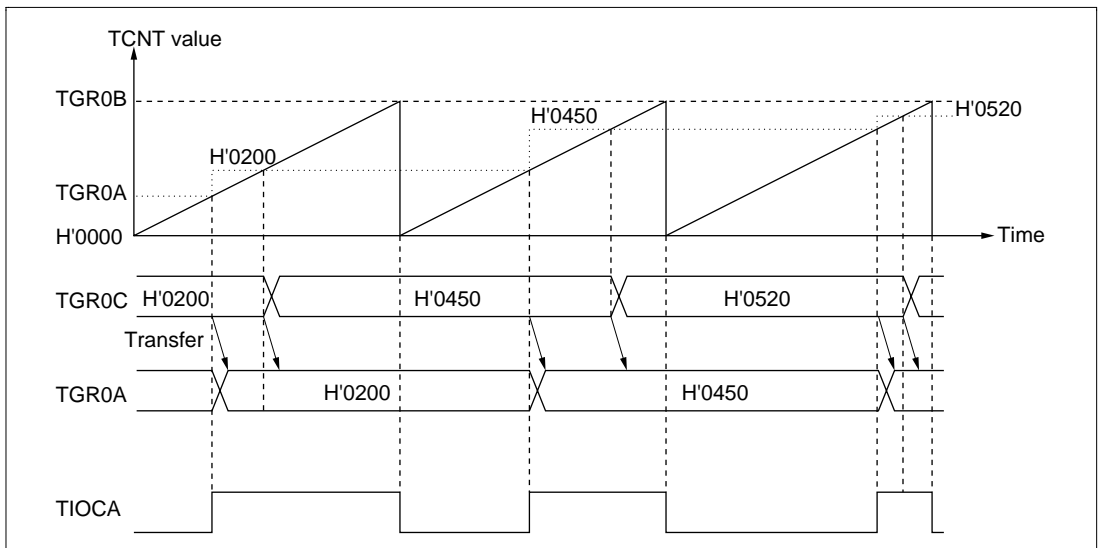 TCNT value
TGR0B
H'0520
H'0450
H'0200
TGR0A
H'0000
Time
TGR0C
H'0200
H'0450
H'0520
Transfer
TGR0A
H'0200
H'0450
TIOCA